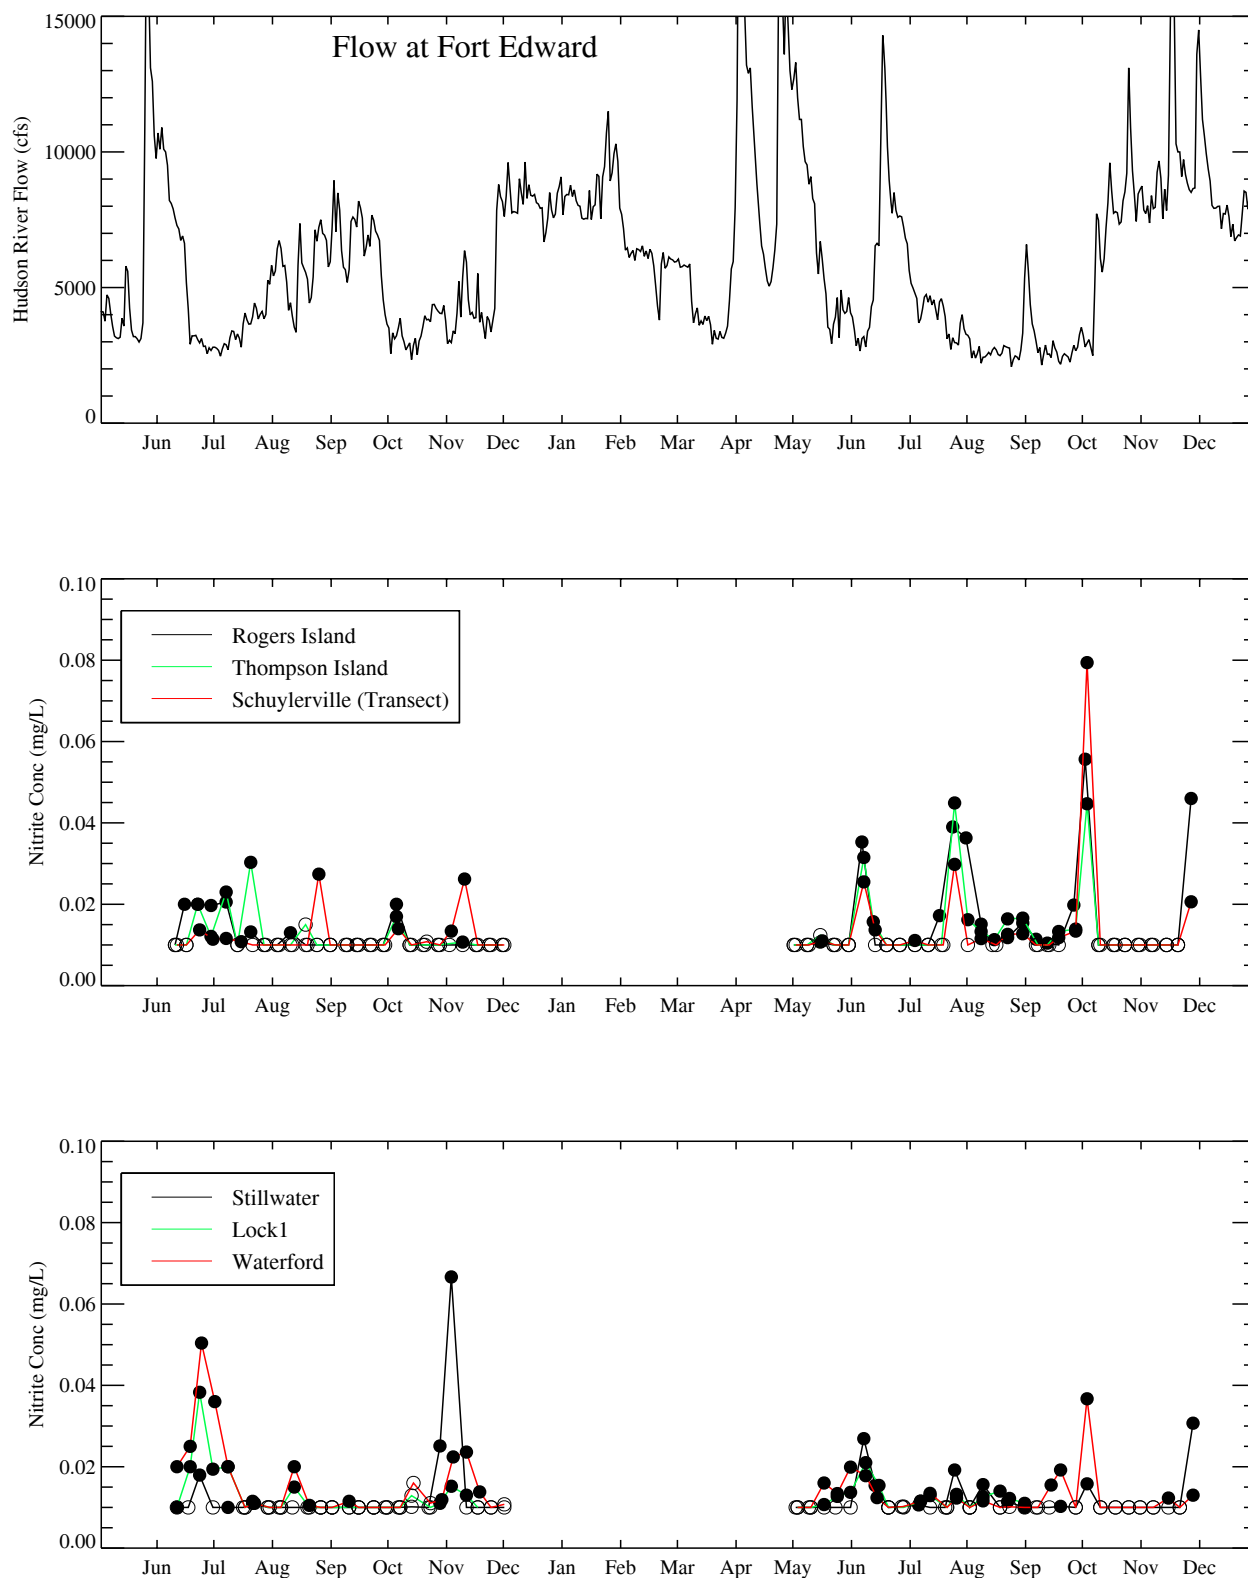 Flow at Fort Edward
Hudson River Flow (cfs)
15000
10000
5000
0
Jun Jul Aug Sep Oct Nov Dec Jan Feb Mar Apr May Jun Jul Aug Sep Oct Nov Dec
Nitrite Conc (mg/L)
0.10
0.08
0.06
0.04
0.02
0.00
Rogers Island
Thompson Island
Schuylerville (Transect)
Jun Jul Aug Sep Oct Nov Dec Jan Feb Mar Apr May Jun Jul Aug Sep Oct Nov Dec
Nitrite Conc (mg/L)
0.10
0.08
0.06
0.04
0.02
0.00
Stillwater
Lock1
Waterford
Jun Jul Aug Sep Oct Nov Dec Jan Feb Mar Apr May Jun Jul Aug Sep Oct Nov Dec